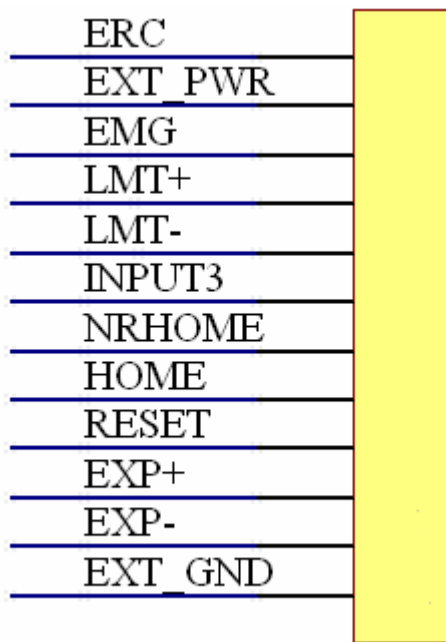 ERC
EXT_PWR
EMG
LMT+
LMT-
INPUT3
NRHOME
HOME
RESET
EXP+
EXP-
EXT_GND